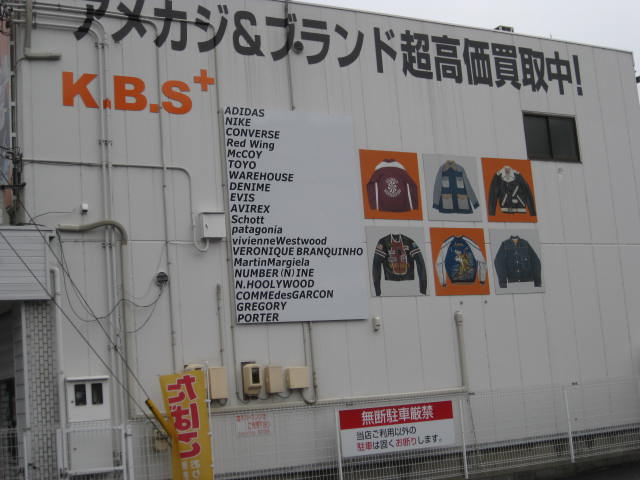 アメカジ&ブランド超高価買取中!
K.B.S+
ADIDAS
NIKE
CONVERSE
Red Wing
McCOY
TOYO
WAREHOUSE
DENIME
EVIS
AVIREX
Schott
patagonia
vivienneWestwood
VERONIQUE BRANQUINHO
MartinMargiela
NUMBER (N) INE
N.HOOLYWOOD
COMMEdesGARCON
GREGORY
PORTER
無断駐車厳禁
当店ご利用以外の
駐車は固くお断りします。
たばこ